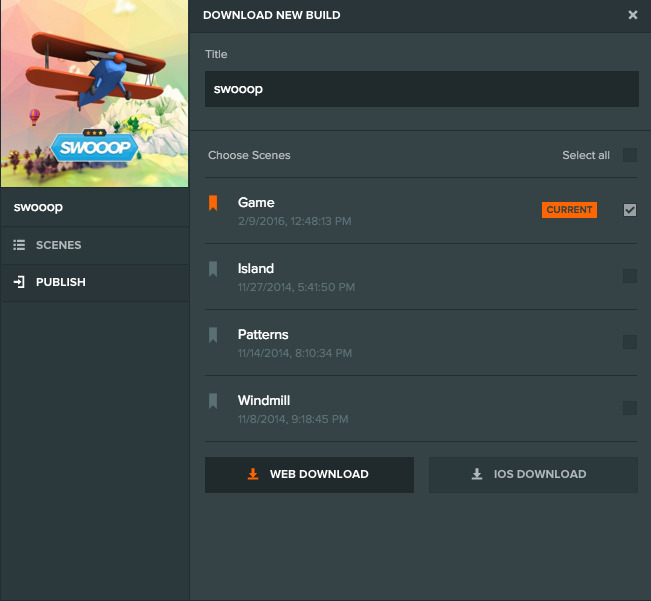 DOWNLOAD NEW BUILD
Title
swooop
SWOOOP
swooop
SCENES
PUBLISH
Choose Scenes
Select all
Game
2/9/2016, 12:48:13 PM
CURRENT
Island
11/27/2014, 5:41:50 PM
Patterns
11/14/2014, 8:10:34 PM
Windmill
11/8/2014, 9:18:45 PM
WEB DOWNLOAD
IOS DOWNLOAD